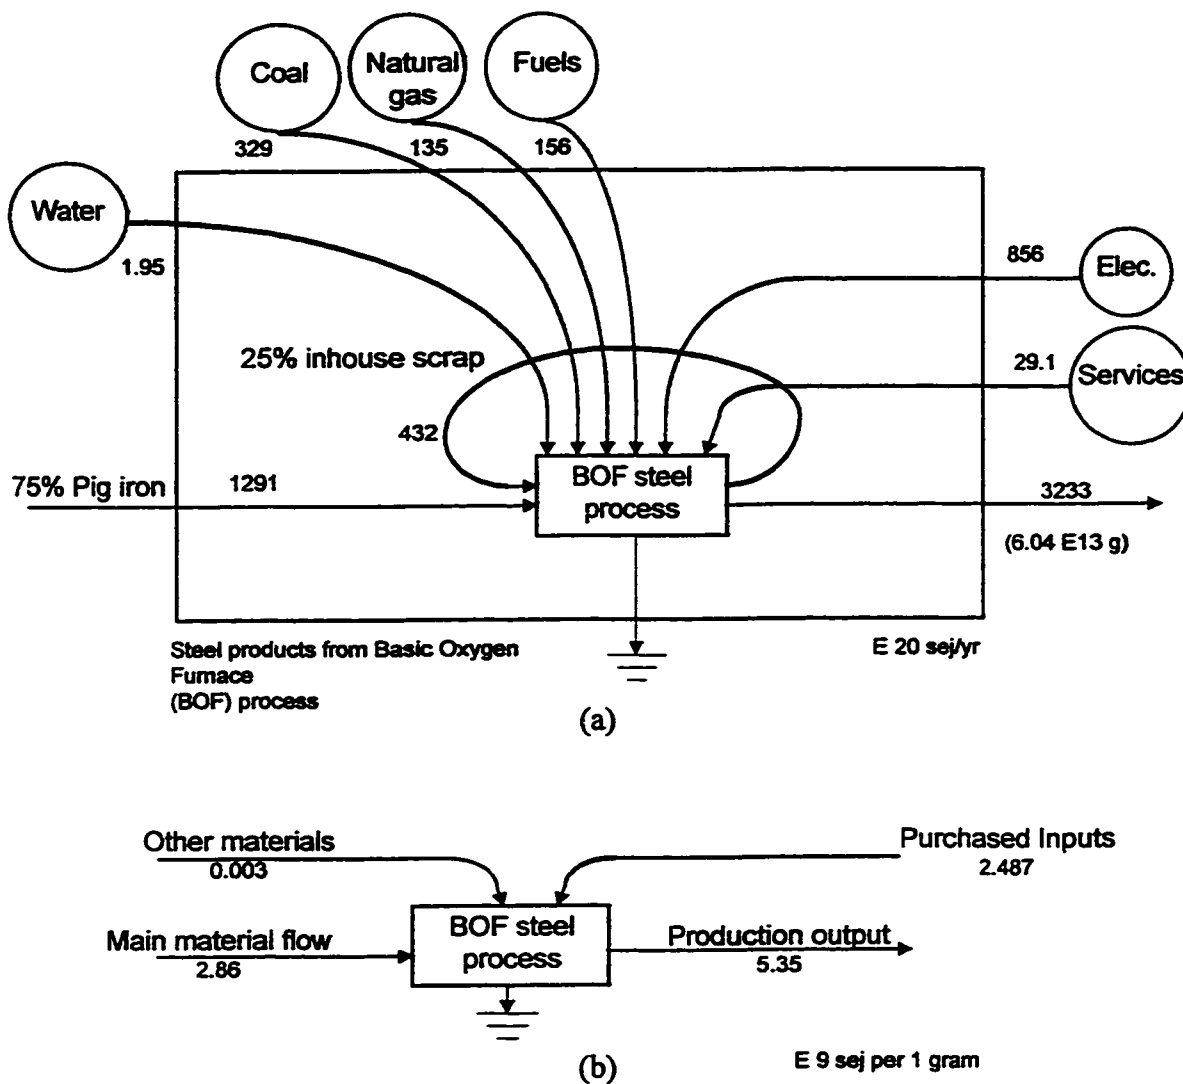 Coal
Natural
gas
Fuels
329
135
156
Water
1.95
856
Elec.
25% inhouse scrap
29.1
Services
432
75% Pig iron
1291
BOF steel
process
3233
(6.04 E13 g)
Steel products from Basic Oxygen
Furnace
(BOF) process
E 20 sej/yr
(a)
Other materials
0.003
Purchased Inputs
2.487
Main material flow
2.86
BOF steel
process
Production output
5.35
(b)
E 9 sej per 1 gram